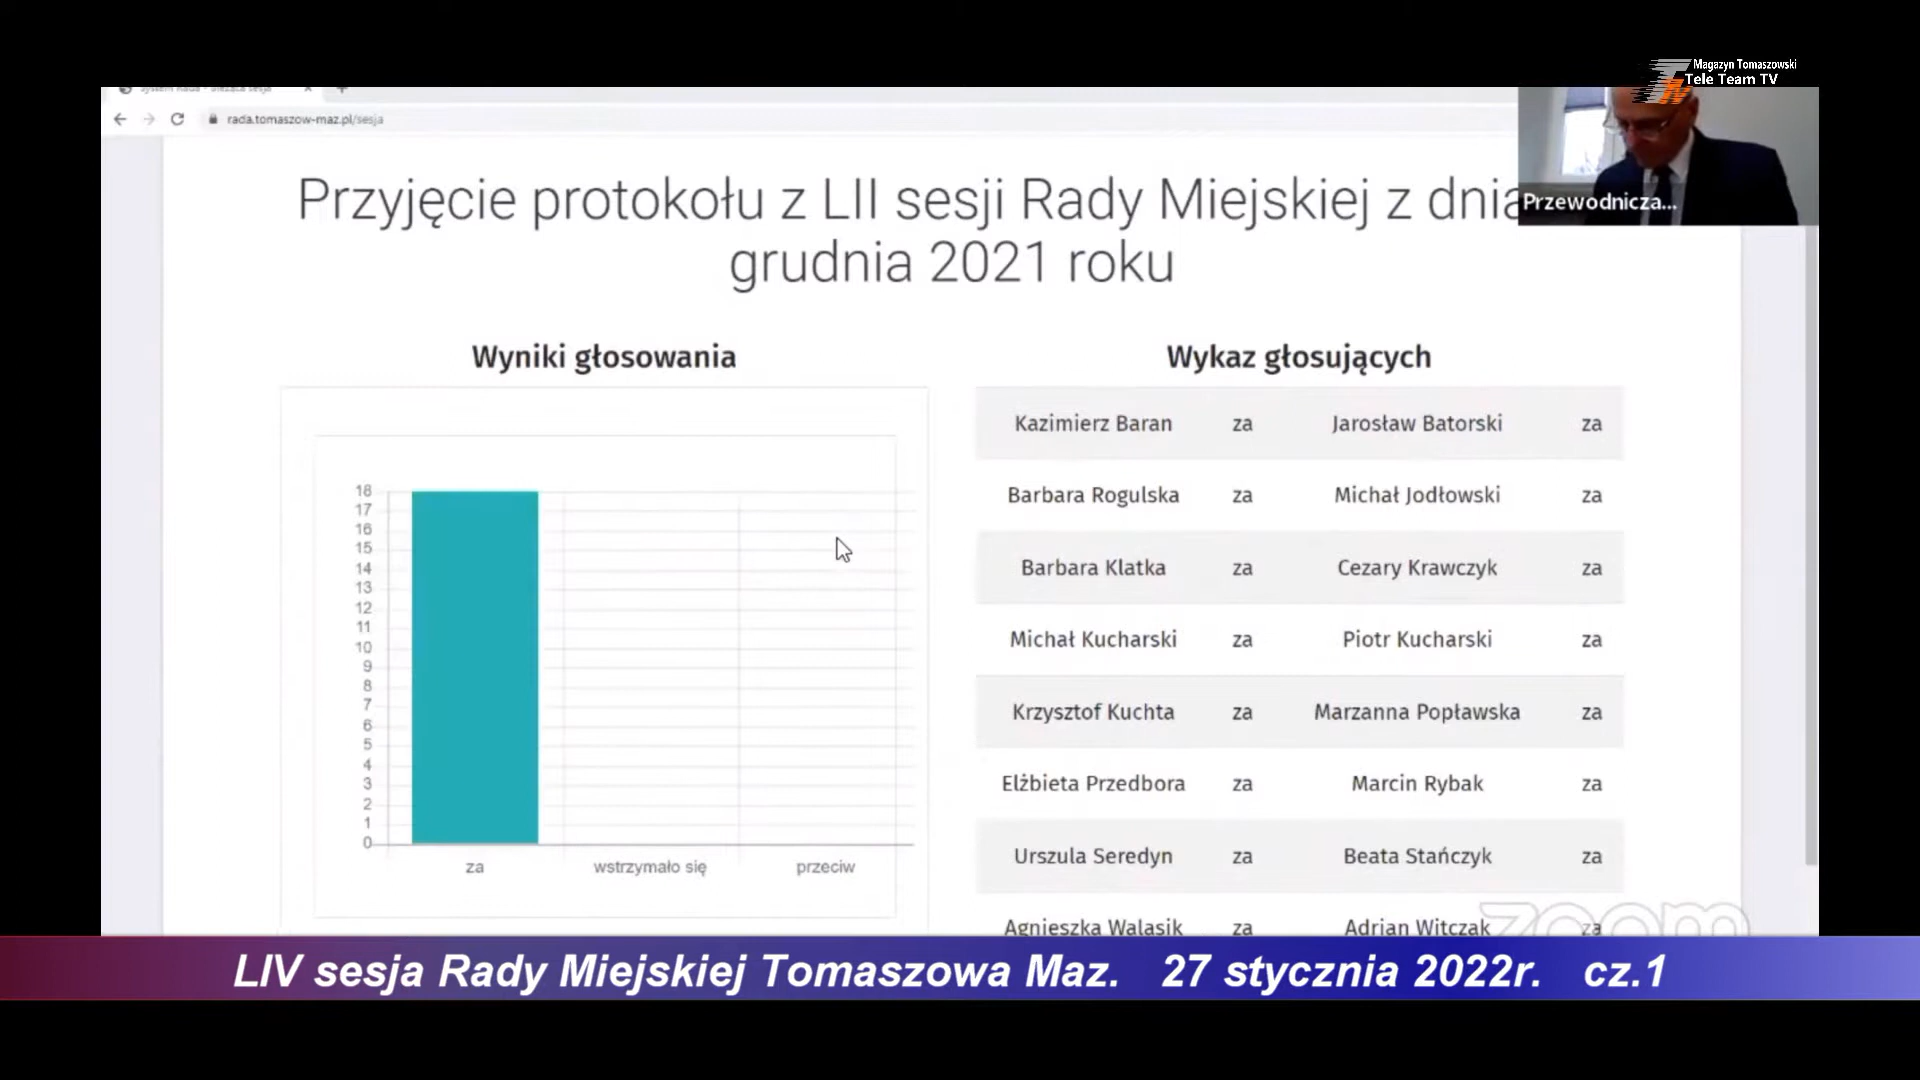 Magazyn Tomaszowski
Tele Team TV
rada.tomaszow-maz.pl/sesja
Przewodnicza...
Przyjęcie protokołu z LII sesji Rady Miejskiej z dnia
grudnia 2021 roku
Wyniki głosowania
18
17
16
15
14
13
12
11
10
9
8
7
6
5
4
3
2
1
0
za wstrzymało się przeciw
Wykaz głosujących
Kazimierz Baran za Jarosław Batorski za
Barbara Rogulska za Michał Jodłowski za
Barbara Klatka za Cezary Krawczyk za
Michał Kucharski za Piotr Kucharski za
Krzysztof Kuchta za Marzanna Popławska za
Elżbieta Przedbora za Marcin Rybak za
Urszula Seredyn za Beata Stańczyk za
Agnieszka Walasik za Adrian Witczak za
zoom
LIV sesja Rady Miejskiej Tomaszowa Maz. 27 stycznia 2022r. cz.1